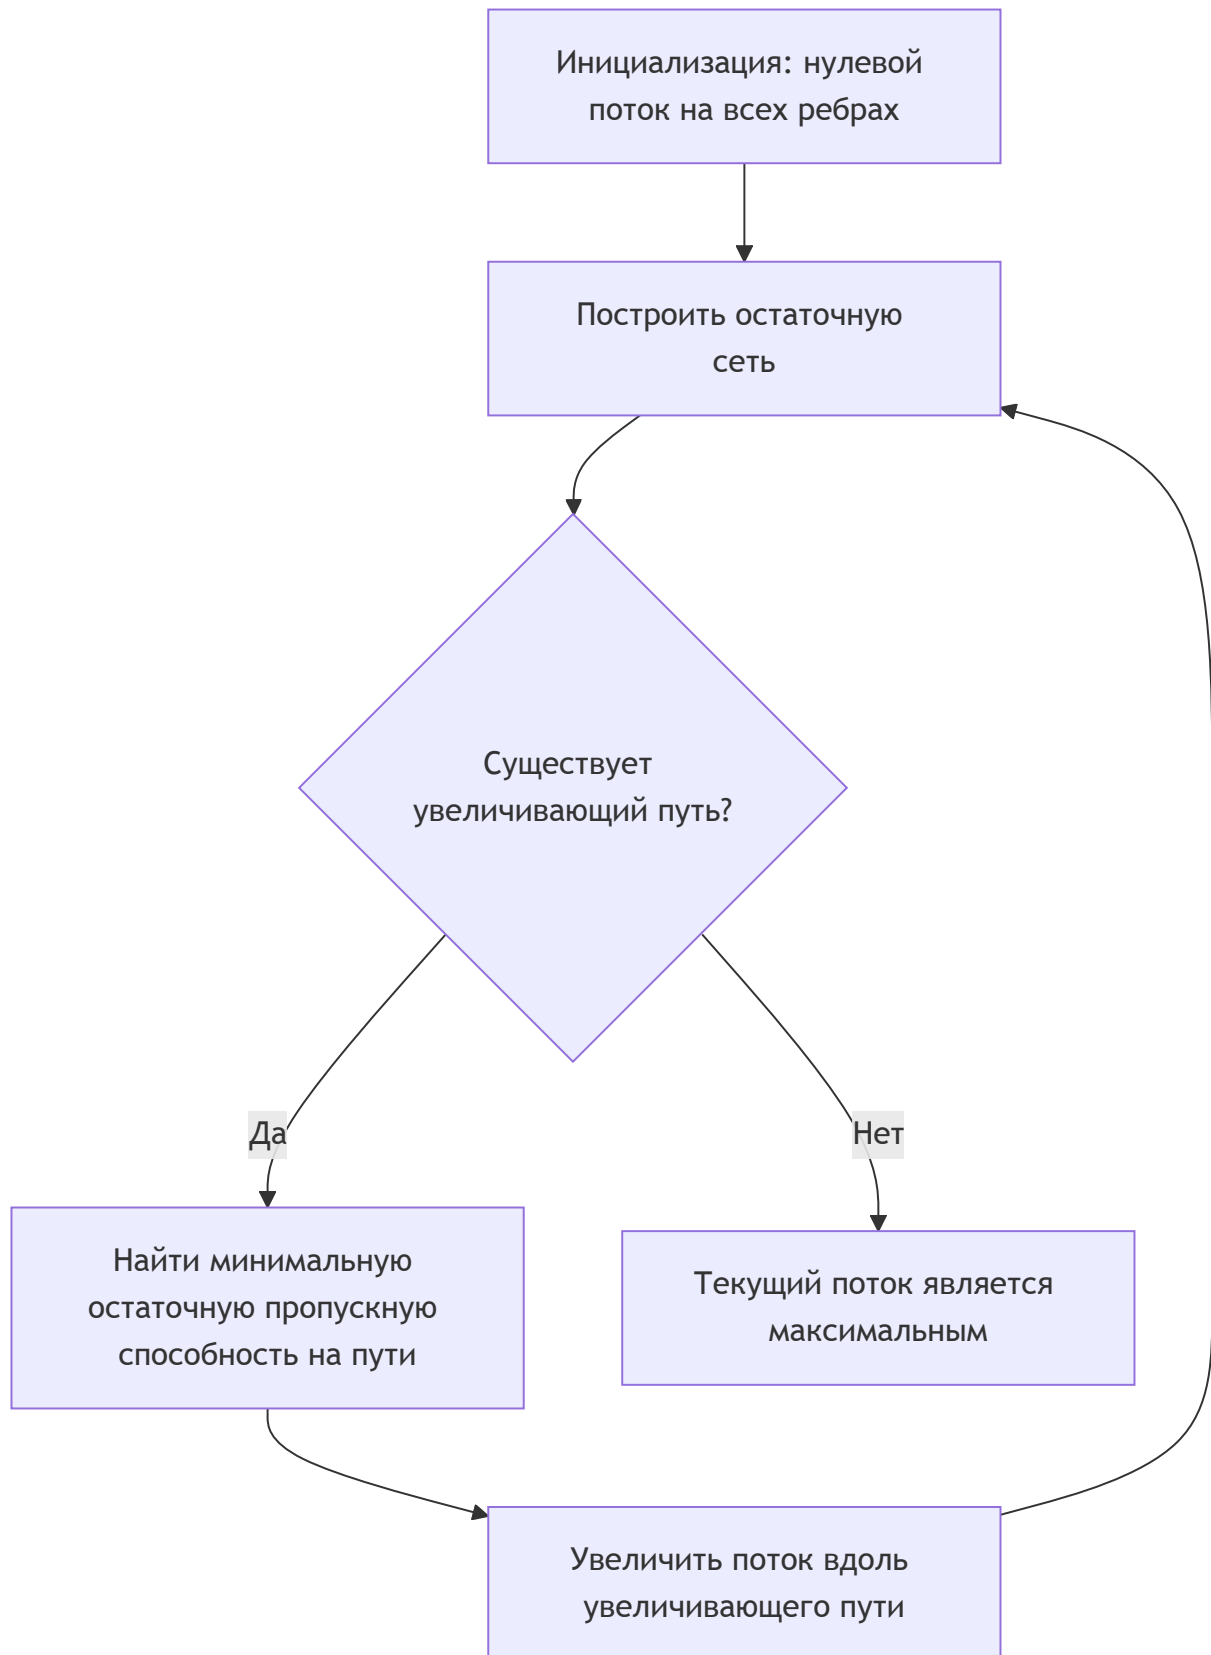 Инициализация: нулевой
поток на всех ребрах
Построить остаточную
сеть
Существует
увеличивающий путь?
Да
Нет
Найти минимальную
остаточную пропускную
способность на пути
Текущий поток является
максимальным
Увеличить поток вдоль
увеличивающего пути